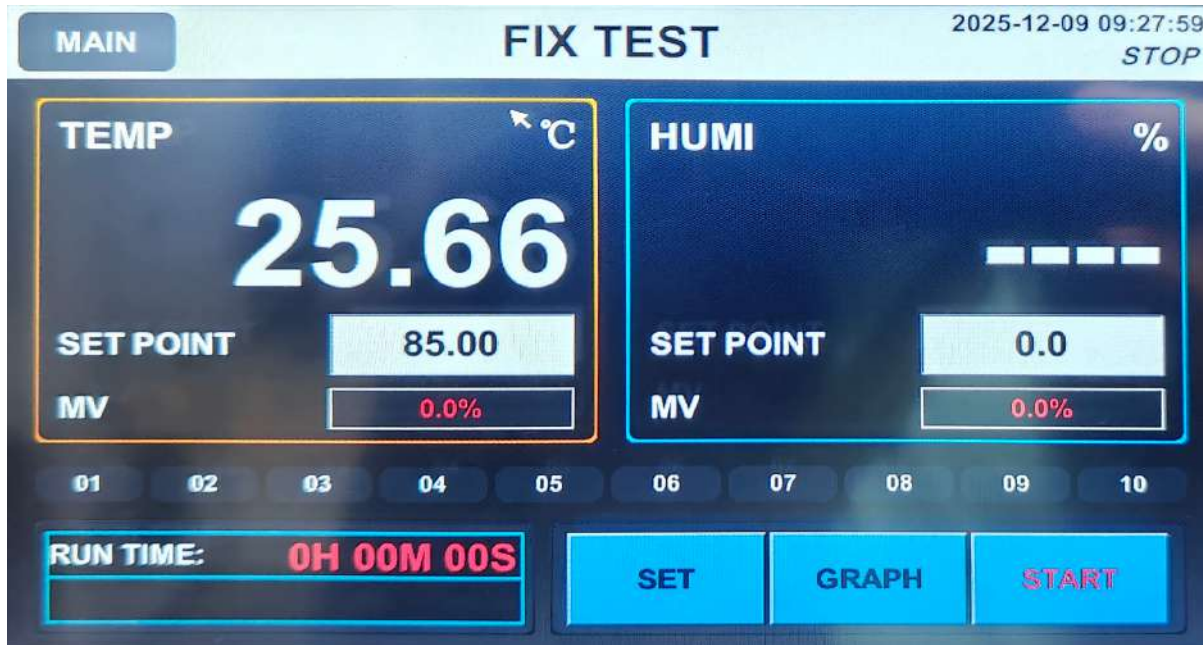 MAIN
FIX TEST
2025-12-09 09:27:59
STOP
TEMP ℃
25.66
SET POINT 85.00
MV 0.0%
HUMI %
----
SET POINT 0.0
MV 0.0%
01 02 03 04 05 06 07 08 09 10
RUN TIME: 0H 00M 00S
SET GRAPH START